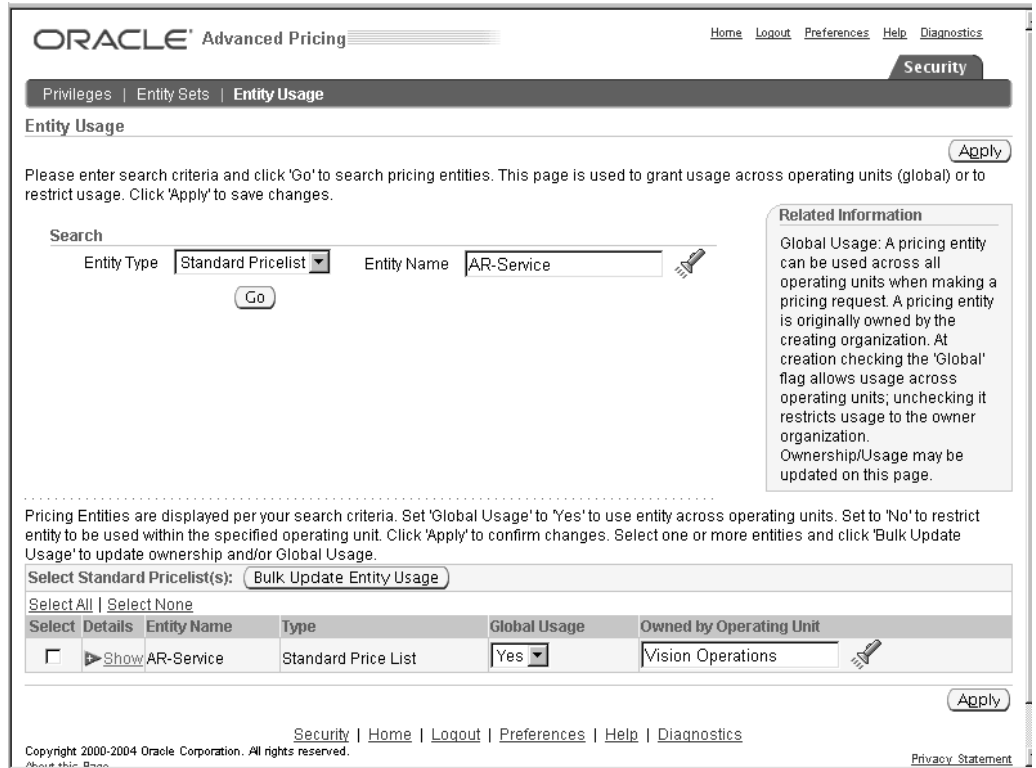 ORACLE' Advanced Pricing
Home Logout Preferences Help Diagnostics
Security
Privileges | Entity Sets | Entity Usage
Entity Usage
Apply
Please enter search criteria and click 'Go' to search pricing entities. This page is used to grant usage across operating units (global) or to
restrict usage. Click 'Apply' to save changes.
Search
Entity Type Standard Pricelist Entity Name AR-Service
Go
Related Information
Global Usage: A pricing entity
can be used across all
operating units when making a
pricing request. A pricing entity
is originally owned by the
creating organization. At
creation checking the 'Global'
flag allows usage across
operating units; unchecking it
restricts usage to the owner
organization.
Ownership/Usage may be
updated on this page.
Pricing Entities are displayed per your search criteria. Set 'Global Usage' to 'Yes' to use entity across operating units. Set to 'No' to restrict
entity to be used within the specified operating unit. Click 'Apply' to confirm changes. Select one or more entities and click 'Bulk Update
Usage' to update ownership and/or Global Usage.
Select Standard Pricelist(s): Bulk Update Entity Usage
Select All | Select None
Select Details Entity Name Type Global Usage Owned by Operating Unit
Show AR-Service Standard Price List Yes Vision Operations
Apply
Security | Home | Logout | Preferences | Help | Diagnostics
Copyright 2000-2004 Oracle Corporation. All rights reserved.
About this Page
Privacy Statement